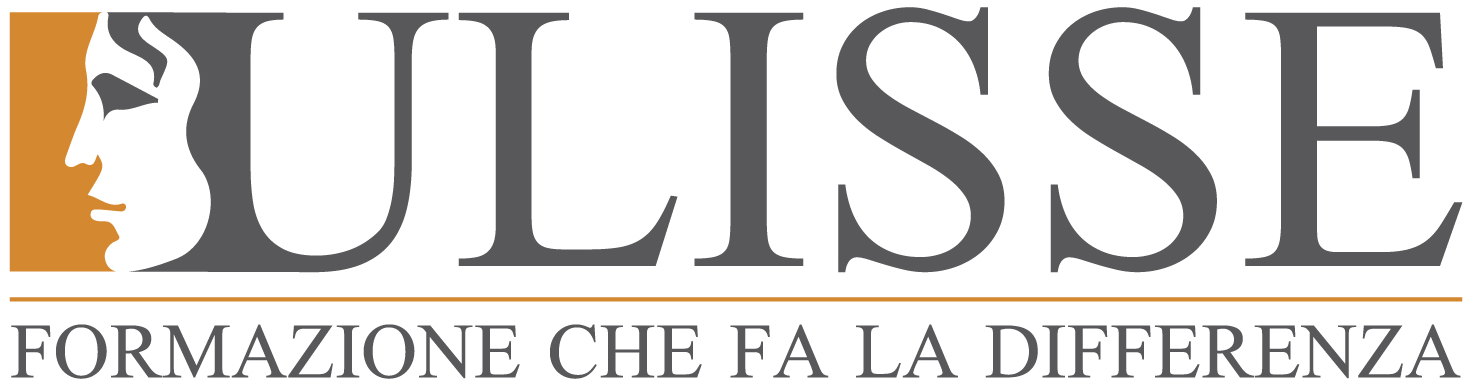 ULISSE
FORMAZIONE CHE FA LA DIFFERENZA